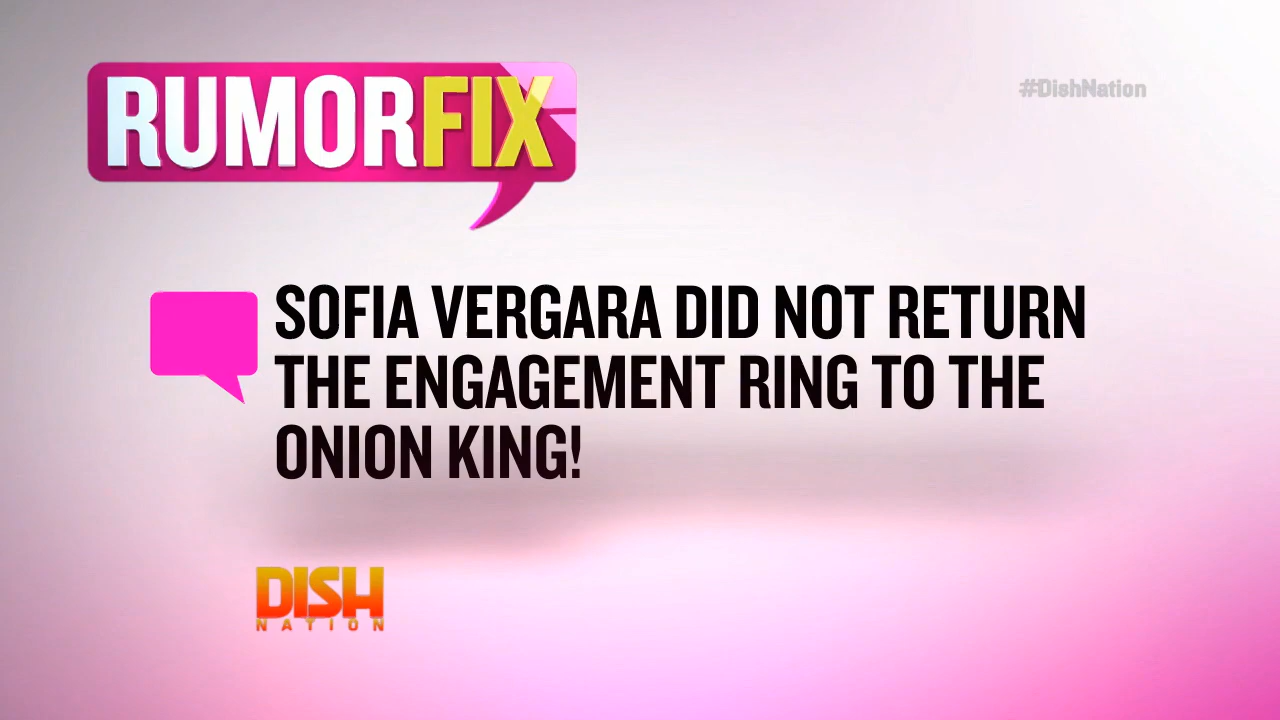 RUMORFIX
#DishNation
SOFIA VERGARA DID NOT RETURN
THE ENGAGEMENT RING TO THE
ONION KING!
DISH
NATION